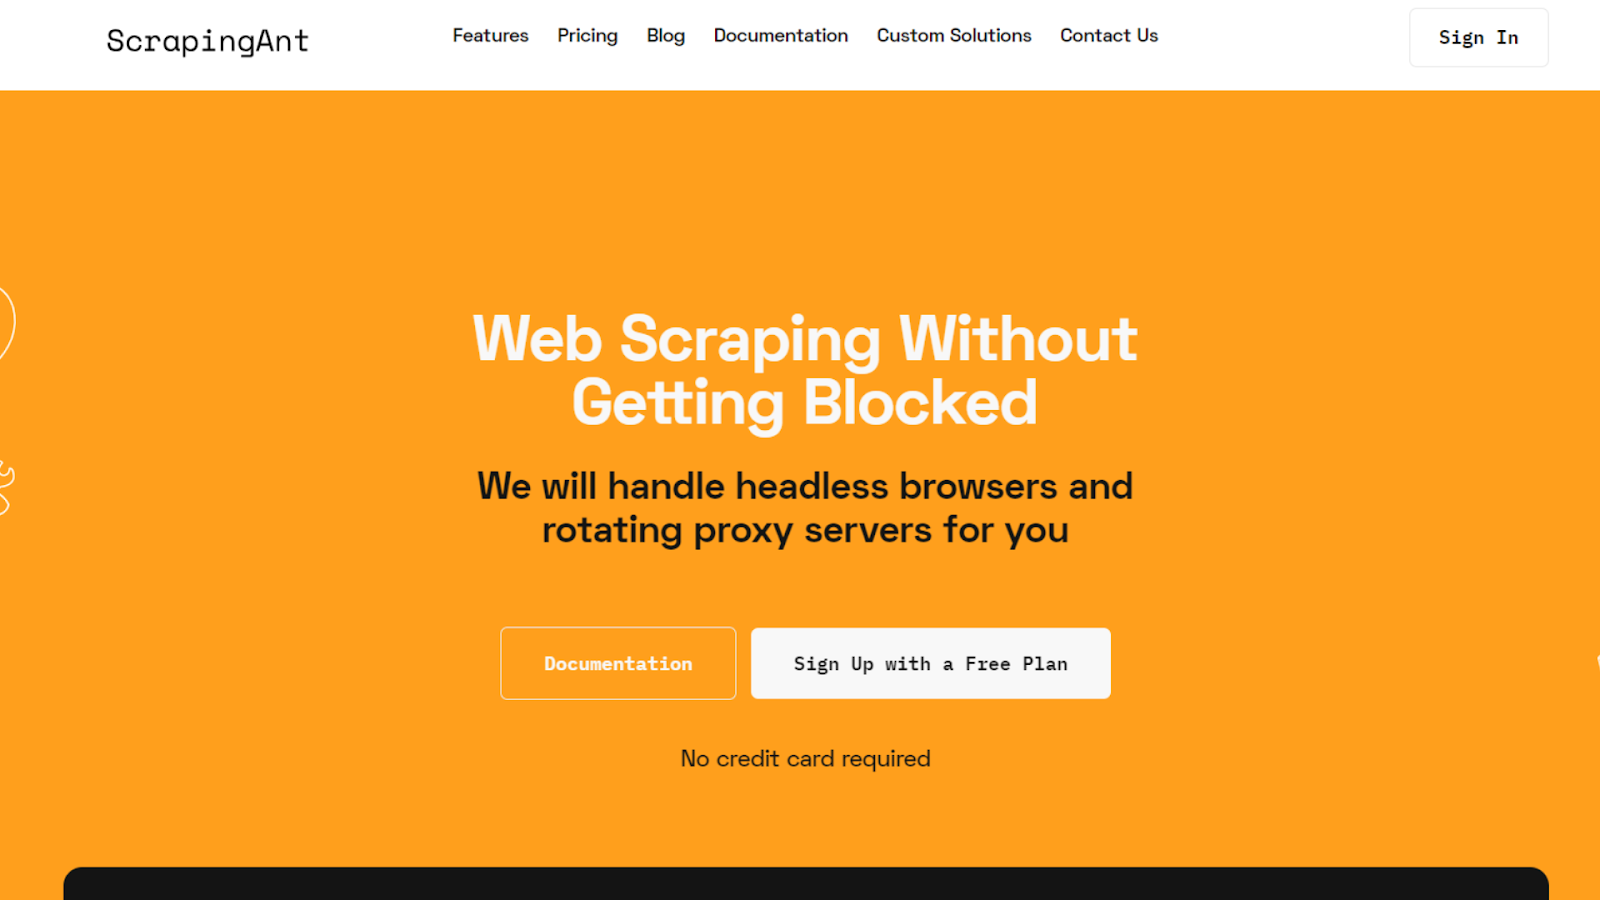 ScrapingAnt
Features Pricing Blog Documentation Custom Solutions Contact Us
Sign In
Web Scraping Without
Getting Blocked
We will handle headless browsers and
rotating proxy servers for you
Documentation
Sign Up with a Free Plan
No credit card required